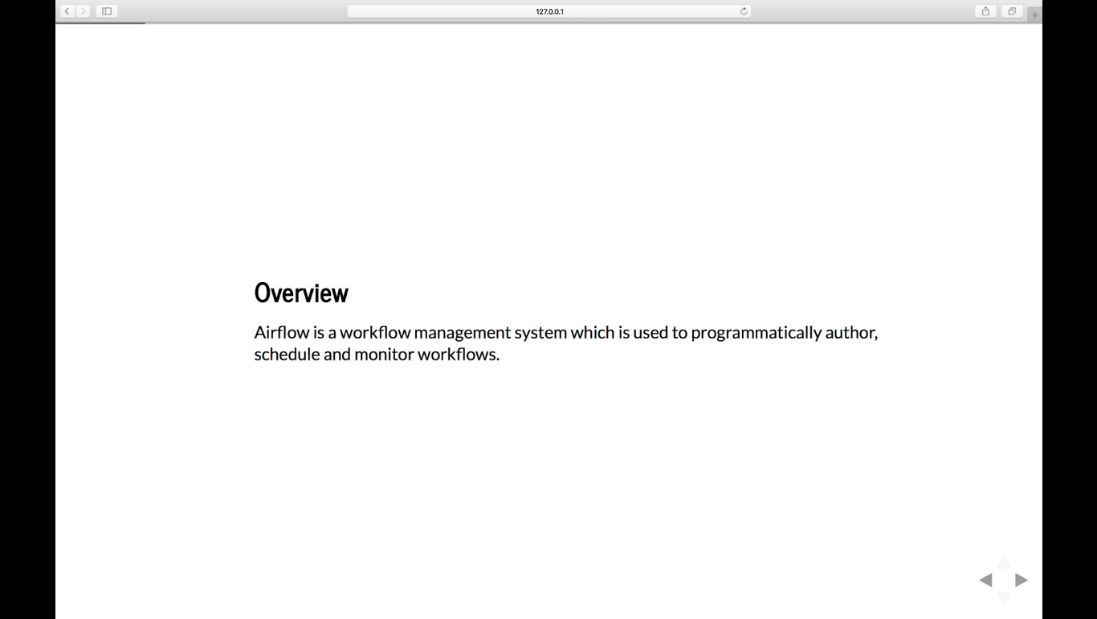 127.0.0.1
Overview
Airflow is a workflow management system which is used to programmatically author,
schedule and monitor workflows.